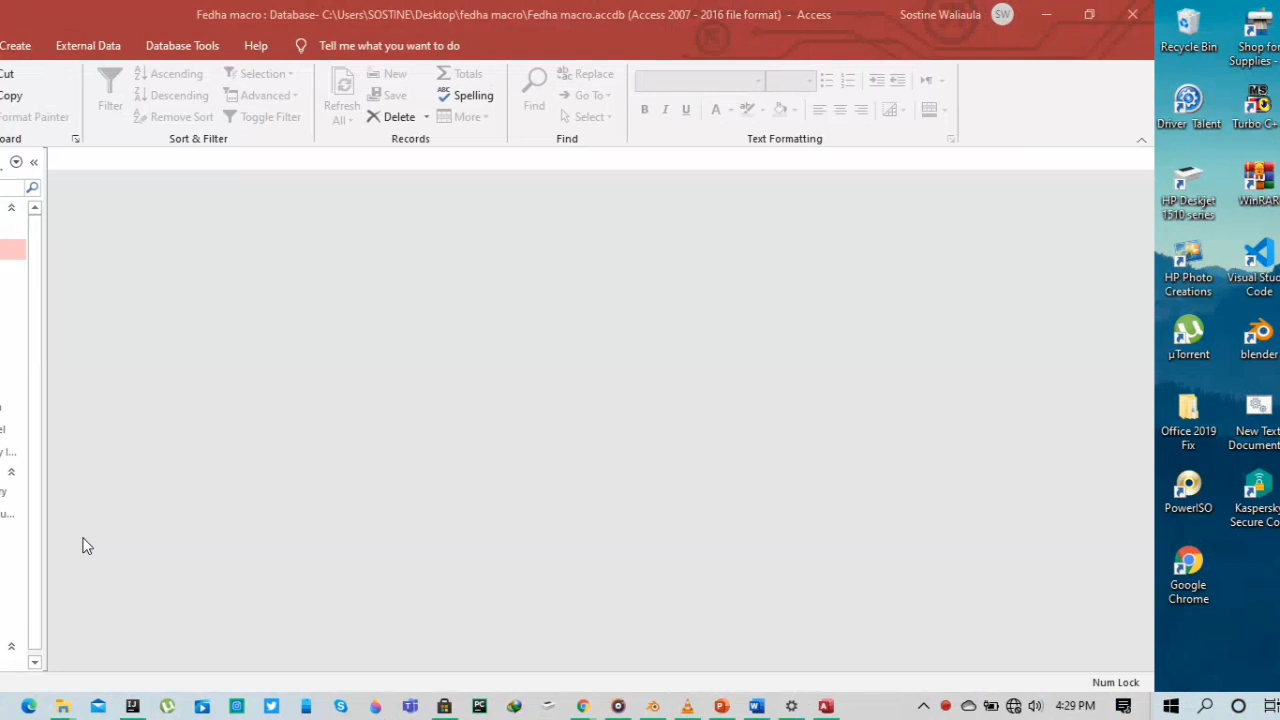 Fedha macro : Database- C:\Users\SOSTINE\Desktop\fedha macro\Fedha macro.accdb (Access 2007 - 2016 file format) - Access
Sostine Waliaula SW
Create External Data Database Tools Help Tell me what you want to do
Cut
Copy
Format Painter
Filter
Ascending
Descending
Remove Sort
Selection
Advanced
Toggle Filter
Sort & Filter
Refresh
All
New
Save
Delete
Totals
Spelling
More
Records
Find
Replace
Go To
Select
Find
B I U A
Text Formatting
Num Lock
Recycle Bin
Shop for
Supplies -
Driver Talent
MS
Turbo C+
HP Deskjet
1510 series
WinRAR
HP Photo
Creations
Visual Stud
Code
µTorrent
blender
Office 2019
Fix
New Text
Document
PowerISO
Kaspersky
Secure Co
Google
Chrome
4:29 PM